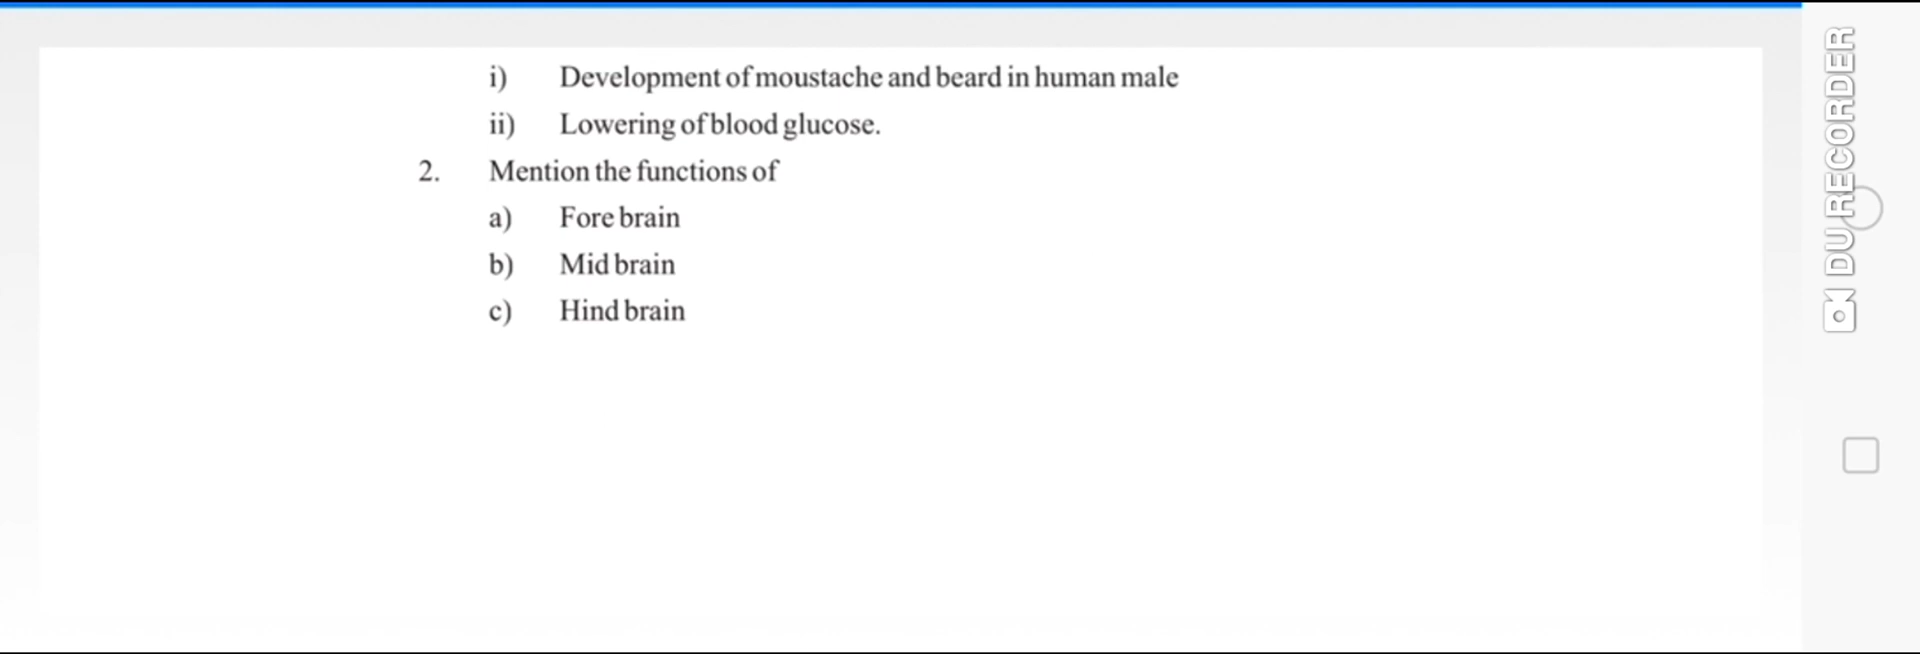 i) Development of moustache and beard in human male
ii) Lowering of blood glucose.
2. Mention the functions of
a) Fore brain
b) Mid brain
c) Hind brain
DU RECORDER